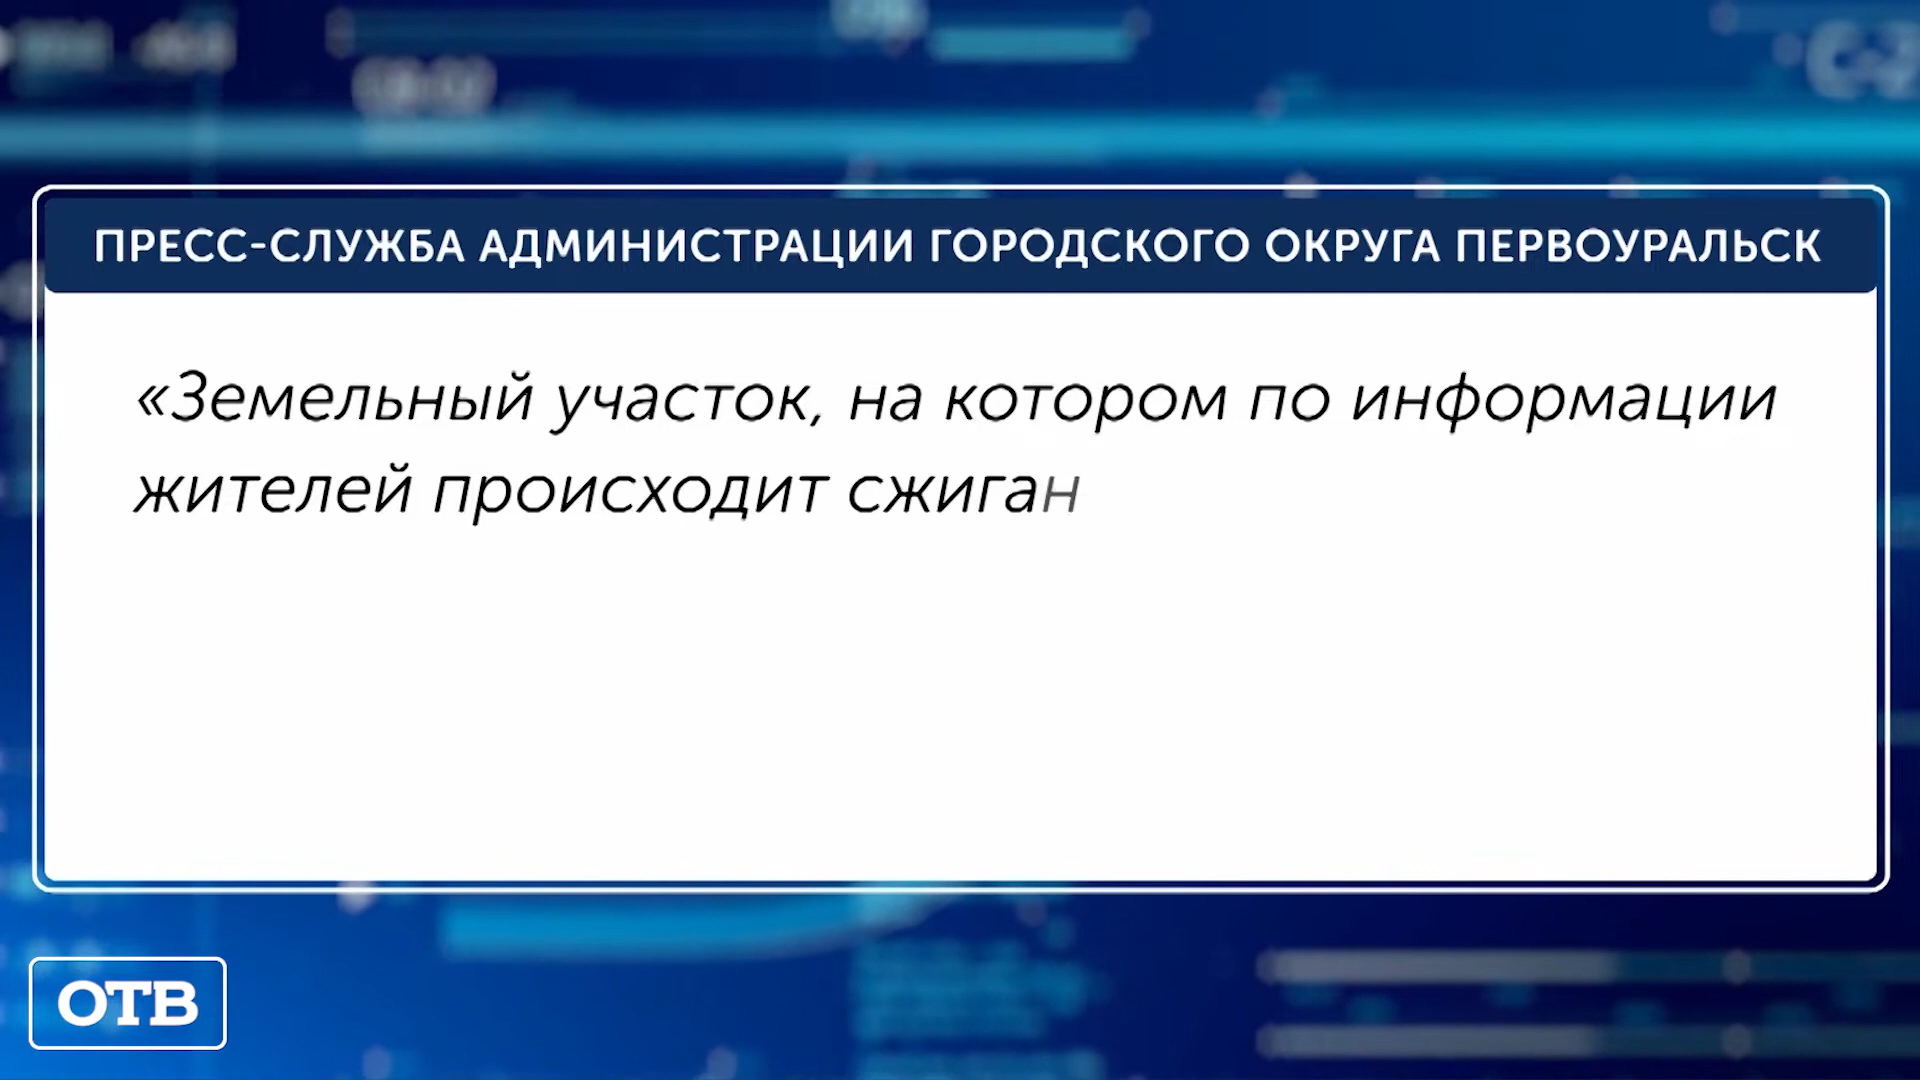 ПРЕСС-СЛУЖБА АДМИНИСТРАЦИИ ГОРОДСКОГО ОКРУГА ПЕРВОУРАЛЬСК
«Земельный участок, на котором по информации
жителей происходит сжиган
ОТВ